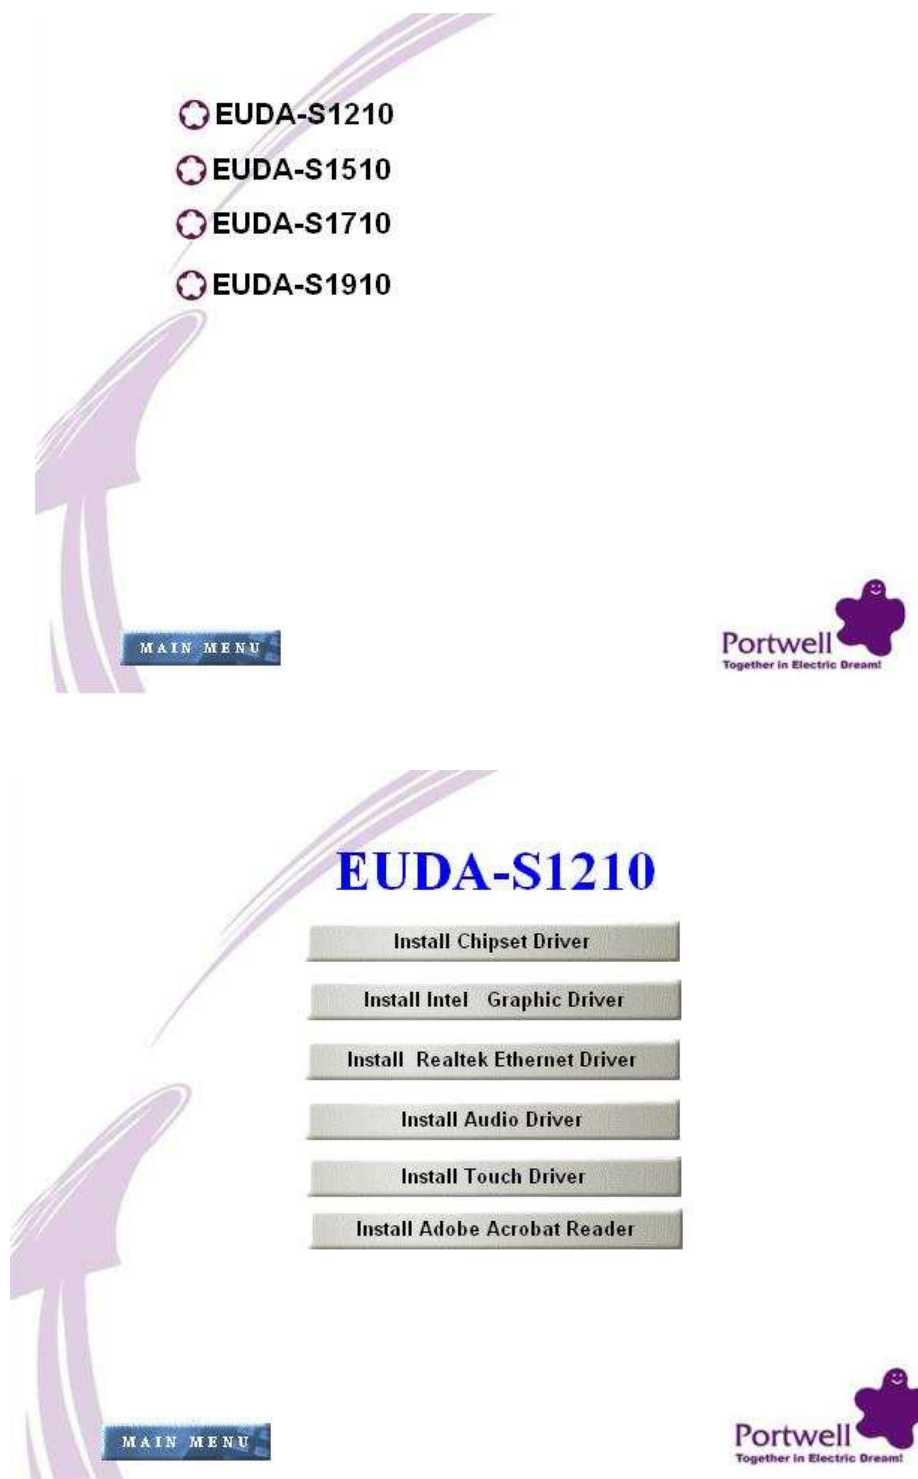 EUDA-S1210
EUDA-S1510
EUDA-S1710
EUDA-S1910
MAIN MENU
Portwell
Together in Electric Dream!
EUDA-S1210
Install Chipset Driver
Install Intel Graphic Driver
Install Realtek Ethernet Driver
Install Audio Driver
Install Touch Driver
Install Adobe Acrobat Reader
MAIN MENU
Portwell
Together in Electric Dream!